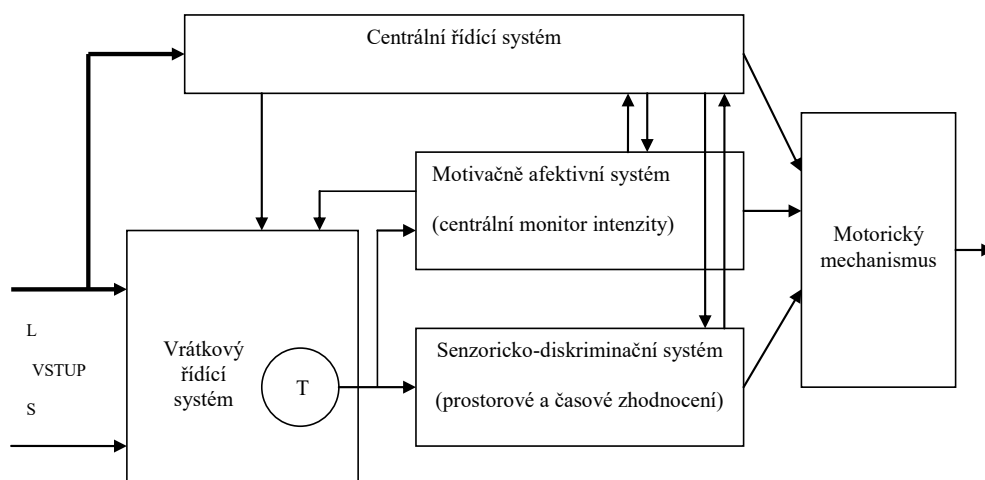 Centrální řídící systém
Motivačně afektivní systém
(centrální monitor intenzity)
Motorický
mechanismus
L
VSTUP
S
Vrátkový
řídící
systém
T
Senzoricko-diskriminační systém
(prostorové a časové zhodnocení)